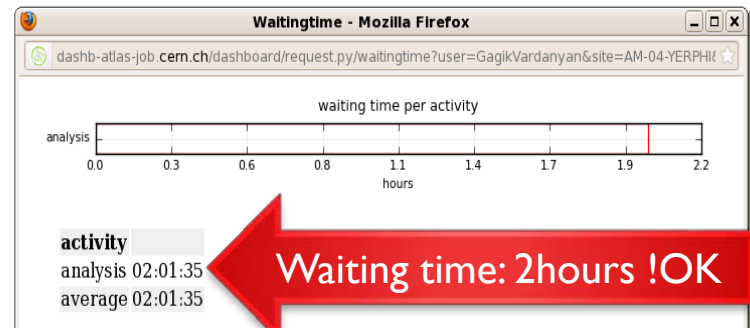 Waitingtime - Mozilla Firefox
dashb-atlas-job.cern.ch/dashboard/request.py/waitingtime?user=GagikVardanyan&site=AM-04-YERPHI&
waiting time per activity
analysis
0.0 0.3 0.6 0.8 1.1 1.4 1.7 1.9 2.2
hours
activity
analysis 02:01:35
average 02:01:35
Waiting time: 2hours !OK